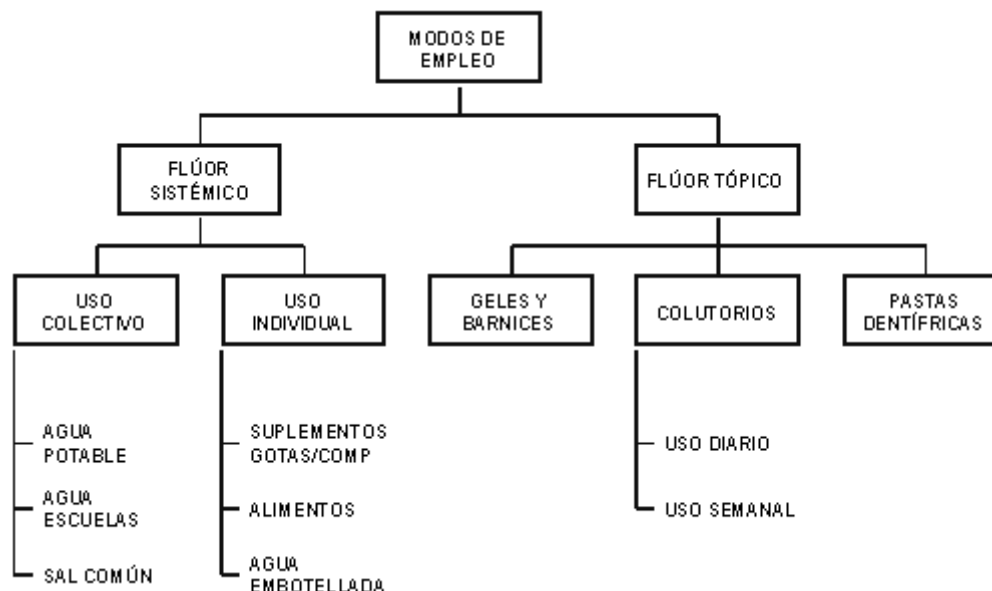 MODOS DE
EMPLEO
FLÚOR
SISTÉMICO
FLÚOR TÓPICO
USO
COLECTIVO
USO
INDIVIDUAL
GELES Y
BARNICES
COLUTORIOS
PASTAS
DENTÍFRICAS
AGUA
POTABLE
AGUA
ESCUELAS
SAL COMÚN
SUPLEMENTOS
GOTAS/COMP
ALIMENTOS
AGUA
EMBOTELLADA
USO DIARIO
USO SEMANAL